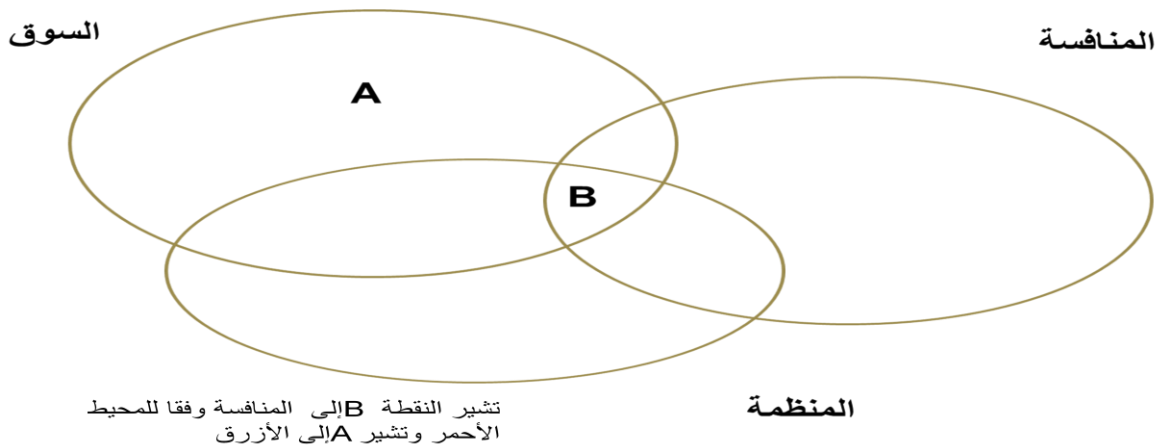 السوق
المنافسة
A
B
المنظمة
تشير النقطة Bإلى المنافسة وفقا للمحيط
الأحمر وتشير Aإلى الأزرق